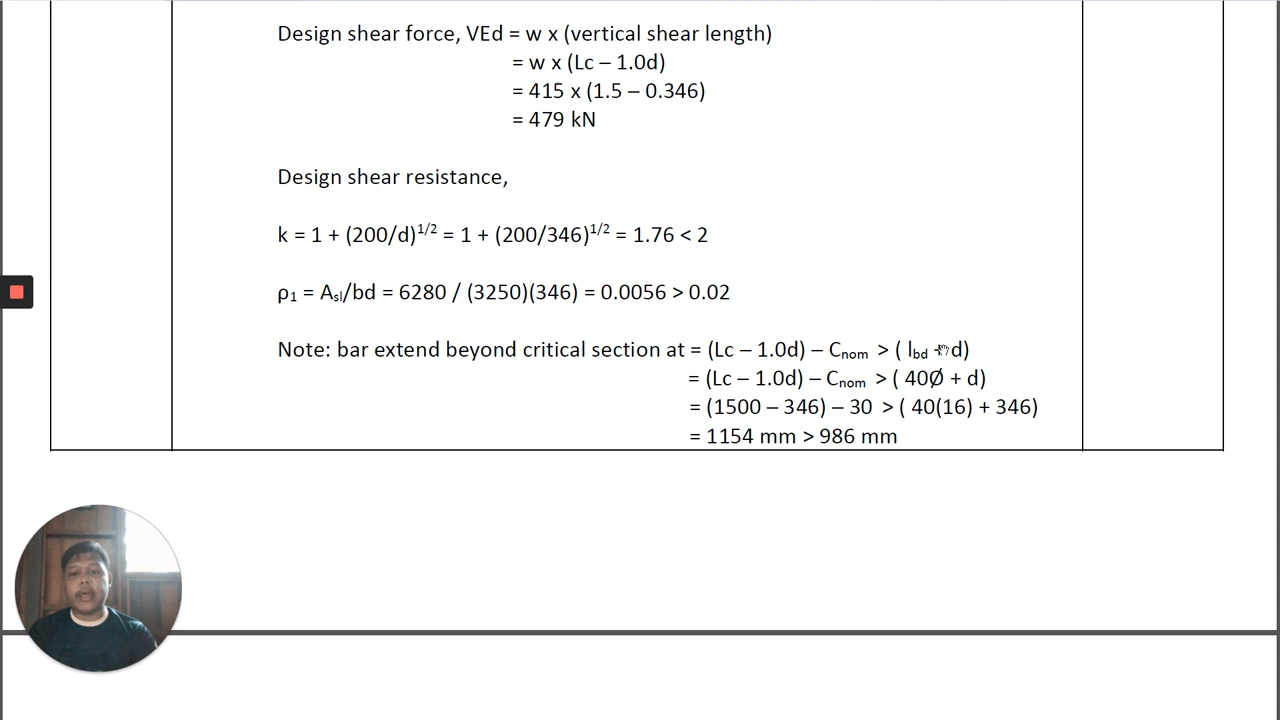 Design shear force, VEd = w x (vertical shear length)
= w x (Lc – 1.0d)
= 415 x (1.5 – 0.346)
= 479 kN
Design shear resistance,
k = 1 + (200/d)^1/2 = 1 + (200/346)^1/2 = 1.76 < 2
ρ₁ = Asl/bd = 6280 / (3250)(346) = 0.0056 > 0.02
Note: bar extend beyond critical section at = (Lc – 1.0d) – Cnom > ( lbd + d)
= (Lc – 1.0d) – Cnom > ( 40Ø + d)
= (1500 – 346) – 30 > ( 40(16) + 346)
= 1154 mm > 986 mm